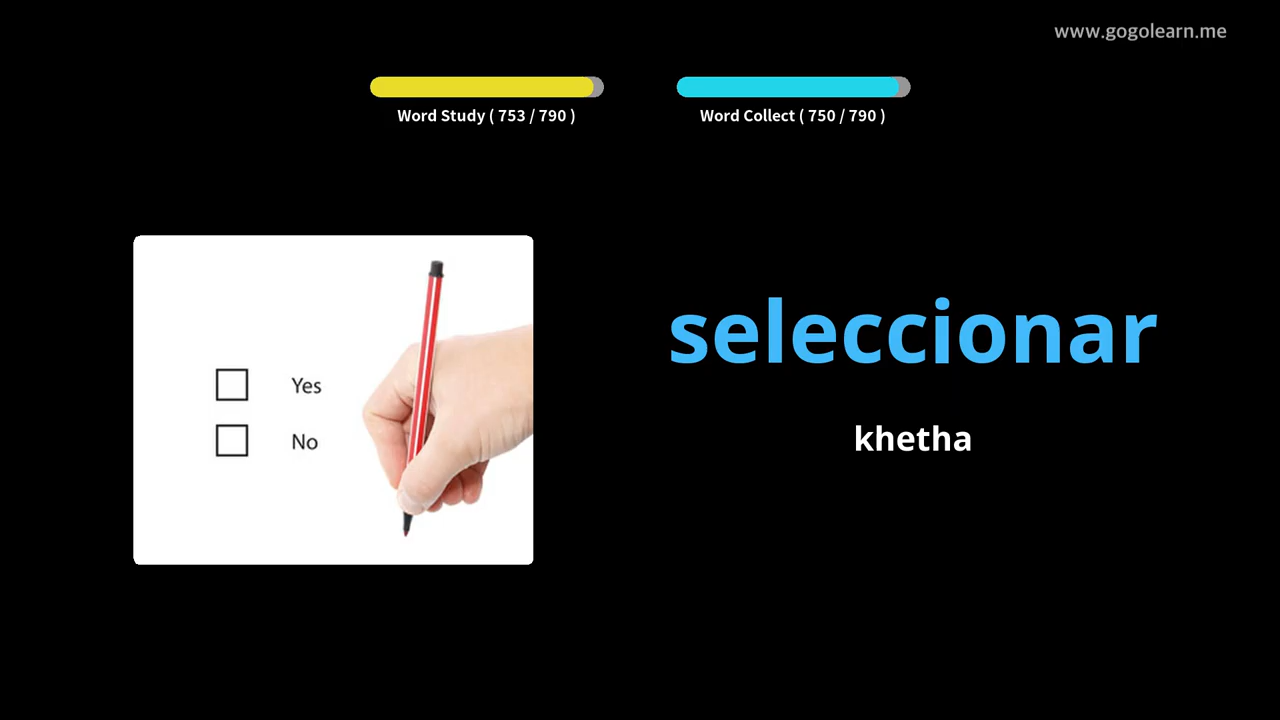 www.gogolearn.me
Word Study ( 753 / 790 )
Word Collect ( 750 / 790 )
Yes
No
seleccionar
khetha